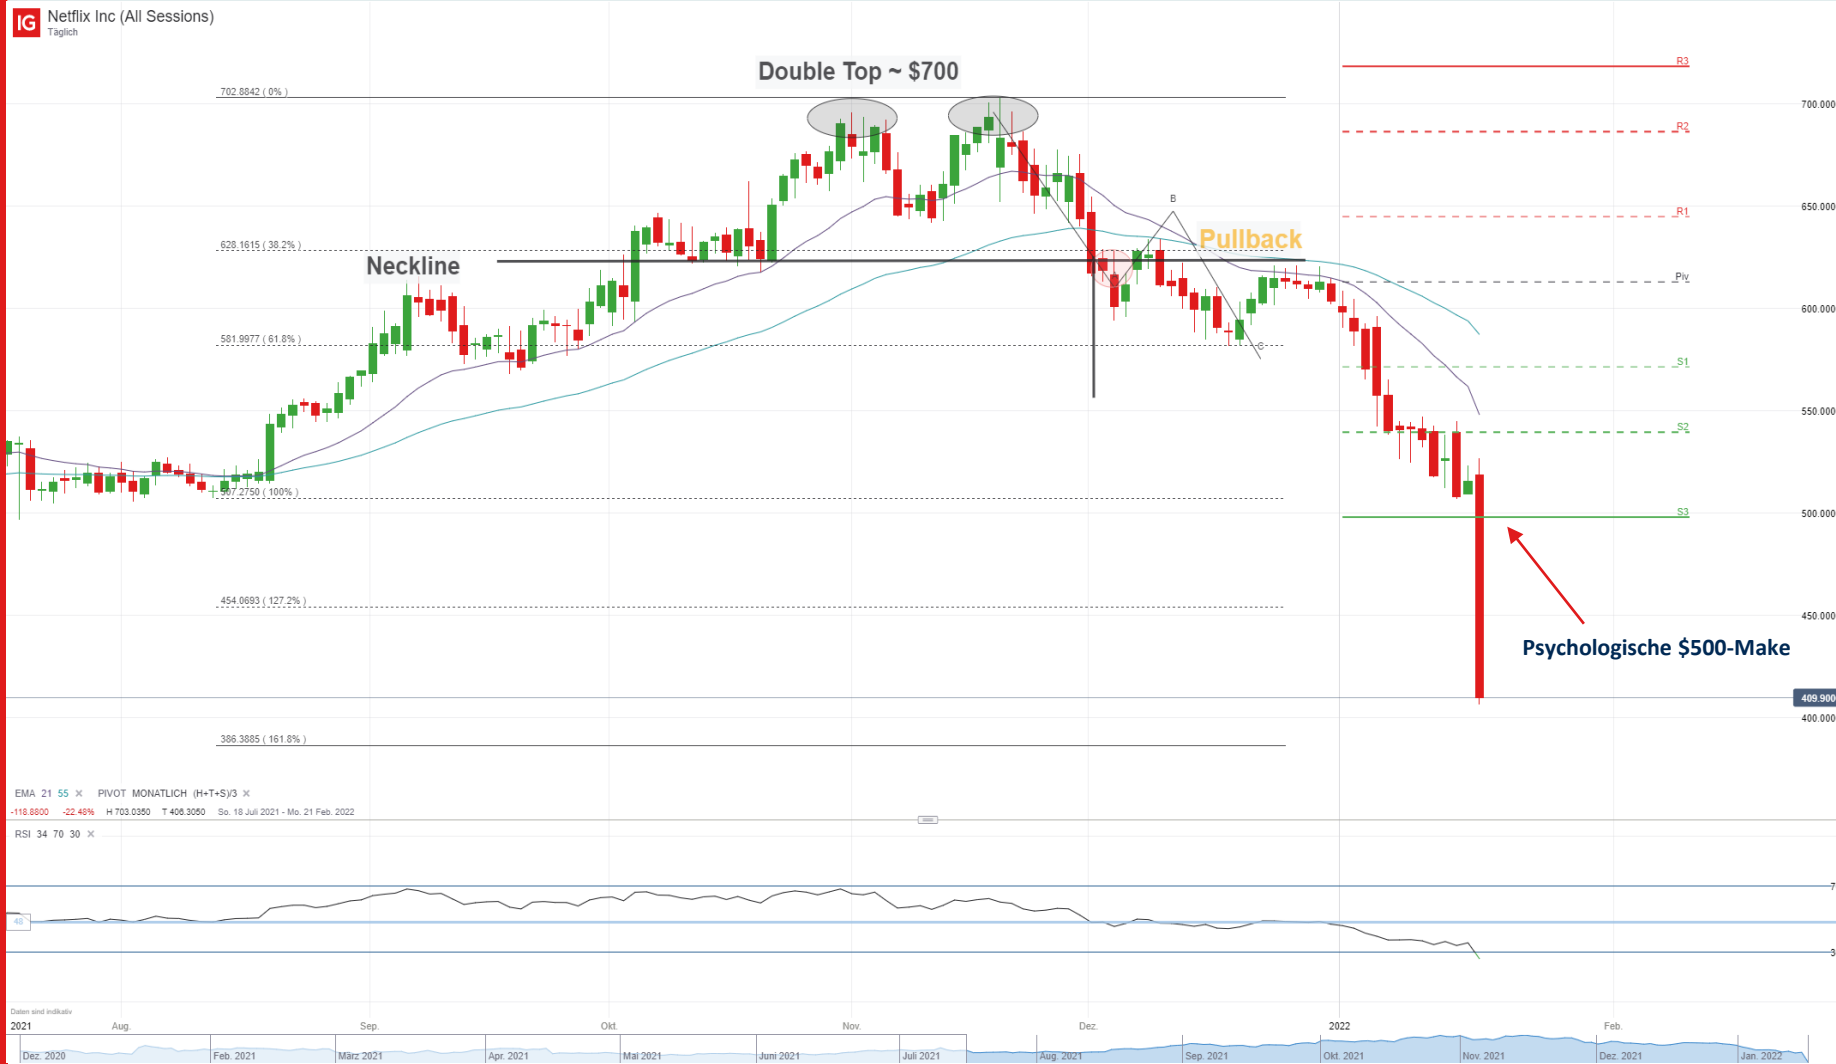 IG
Netflix Inc (All Sessions)
Täglich
Double Top ~ $700
702.8842 ( 0% )
R3
700.000
R2
B
650.000
R1
Pullback
628.1615 ( 38.2% )
Neckline
Piv
600.000
581.9977 ( 61.8% )
C
S1
550.000
S2
507.2750 ( 100% )
500.000
S3
454.0693 ( 127.2% )
450.000
Psychologische $500-Make
409.900
400.000
386.3885 ( 161.8% )
EMA 21 55 PIVOT MONATLICH (H+T+S)/3
-118.8800 -22.48% H 703.0350 T 406.3050 So. 18 Juli 2021 - Mo. 21 Feb. 2022
RSI 34 70 30
7
48
3
Daten sind indikativ
2021 Aug. Sep. Okt. Nov. Dez. 2022 Feb.
Dez. 2020 Feb. 2021 März 2021 Apr. 2021 Mai 2021 Juni 2021 Juli 2021 Aug. 2021 Sep. 2021 Okt. 2021 Nov. 2021 Dez. 2021 Jan. 2022